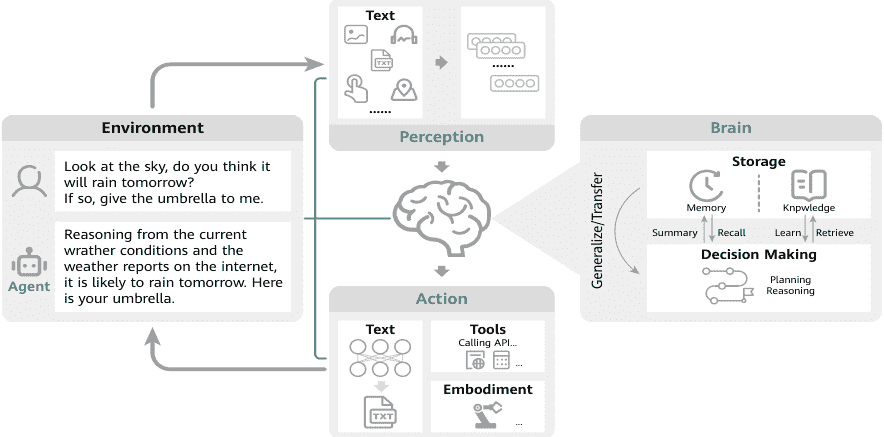 Environment
Look at the sky, do you think it
will rain tomorrow?
If so, give the umbrella to me.
Reasoning from the current
wrather conditions and the
weather reports on the internet,
it is likely to rain tomorrow. Here
is your umbrella.
Agent
Text
TXT
......
......
Perception
Action
Text
TXT
Tools
Calling API...
...
Embodiment
...
Brain
Storage
Memory
Knpwledge
Summary
Recall
Learn
Retrieve
Decision Making
Planning
Reasoning
Generalize/Transfer